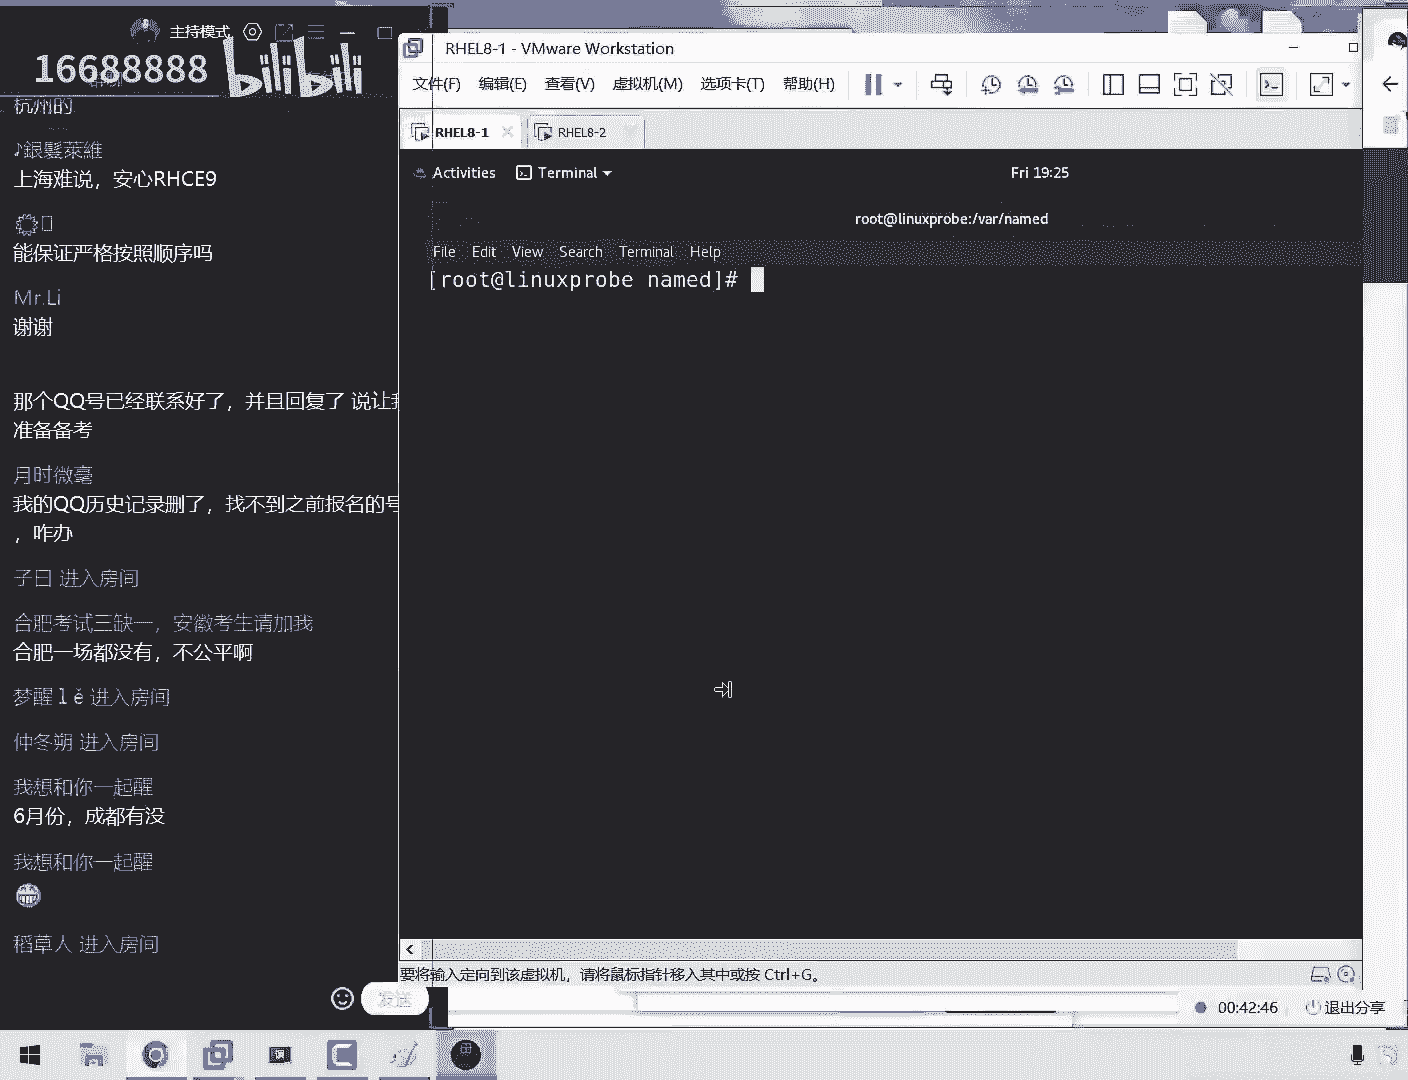 主持模式
16688888
bilibili
杭州的
♪銀髮萊維
上海难说，安心RHCE9
能保证严格按照顺序吗
Mr.Li
谢谢
那个QQ号已经联系好了，并且回复了 说让我
准备备考
月时微毫
我的QQ历史记录删了，找不到之前报名的号
，咋办
子曰 进入房间
合肥考试三缺一，安徽考生请加我
合肥一场都没有，不公平啊
梦醒 l ě 进入房间
仲冬朔 进入房间
我想和你一起醒
6月份，成都有没
我想和你一起醒
稻草人 进入房间
发送
RHEL8-1 - VMware Workstation
文件(F) 编辑(E) 查看(V) 虚拟机(M) 选项卡(T) 帮助(H)
RHEL8-1 RHEL8-2
Activities Terminal Fri 19:25
root@linuxprobe:/var/named
File Edit View Search Terminal Help
[root@linuxprobe named]#
要将输入定向到该虚拟机，请将鼠标指针移入其中或按 Ctrl+G。
00:42:46 退出分享